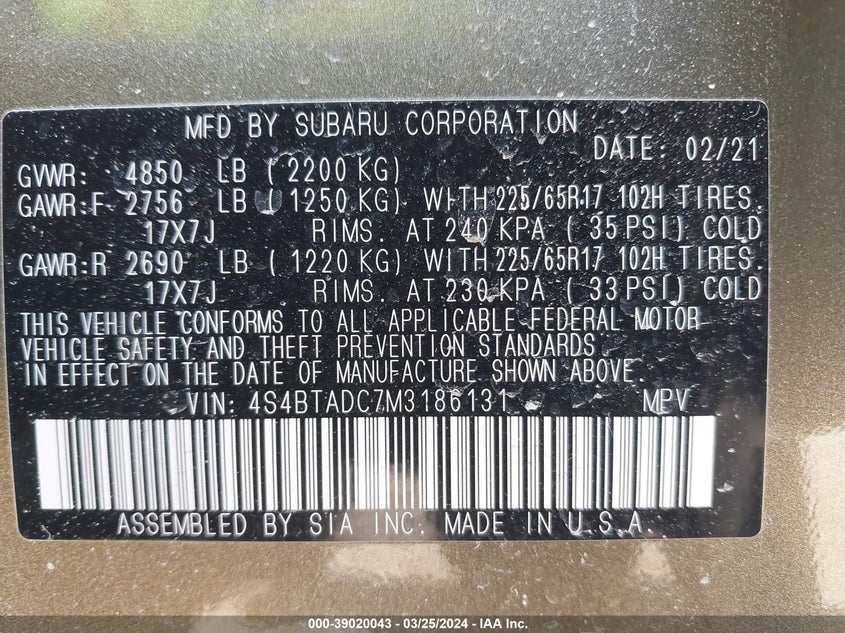 MFD BY SUBARU CORPORATION
DATE: 02/21
GVWR: 4850 LB ( 2200 KG)
GAWR:F 2756 LB ( 1250 KG) WITH 225/65R17 102H TIRES.
17X7J RIMS. AT 240 KPA ( 35 PSI) COLD
GAWR:R 2690 LB ( 1220 KG) WITH 225/65R17 102H TIRES.
17X7J RIMS. AT 230 KPA ( 33 PSI) COLD
THIS VEHICLE CONFORMS TO ALL APPLICABLE FEDERAL MOTOR
VEHICLE SAFETY AND THEFT PREVENTION STANDARDS
IN EFFECT ON THE DATE OF MANUFACTURE SHOWN ABOVE.
VIN: 4S4BTADC7M3186131 MPV
ASSEMBLED BY SIA INC. MADE IN U.S.A.
000-39020043 - 03/25/2024 - IAA Inc.